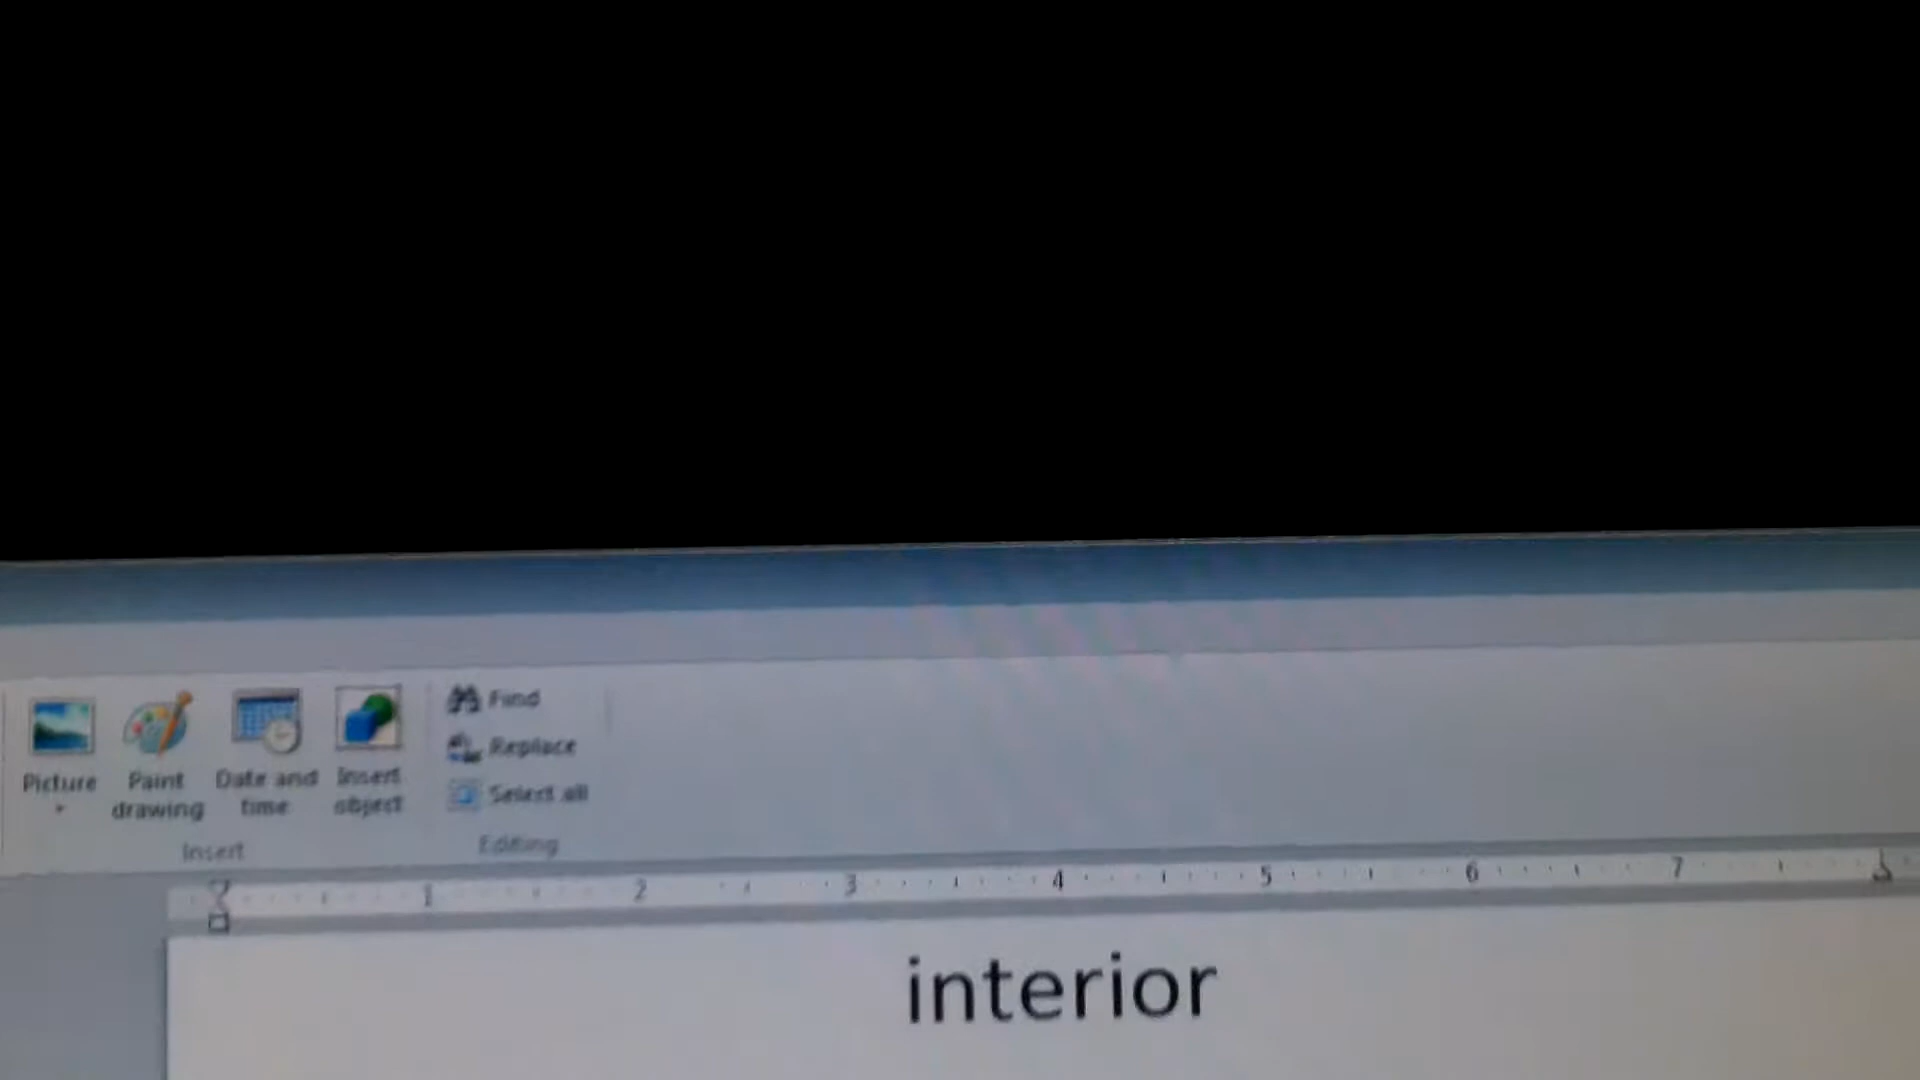 Find
Replace
Select all
Picture
Paint drawing
Date and time
Insert object
Insert
Editing
1 2 3 4 5 6 7
interior